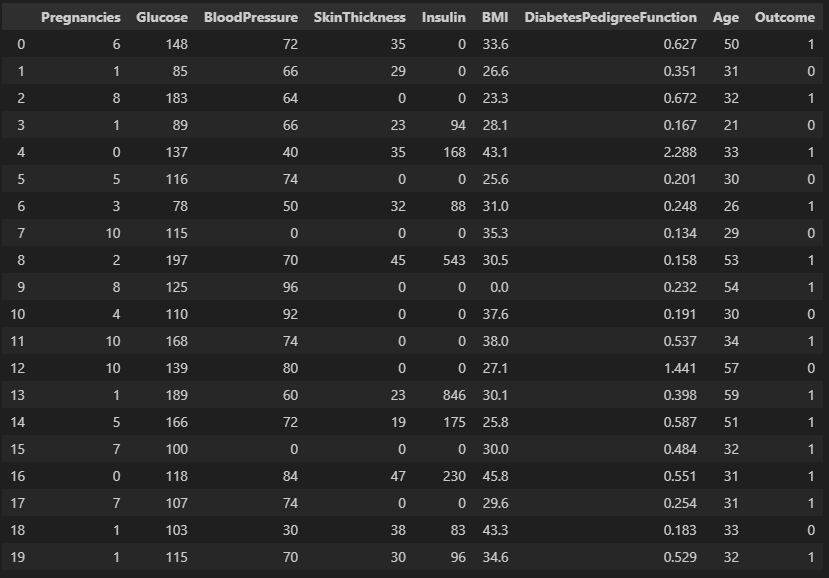 Pregnancies Glucose BloodPressure SkinThickness Insulin BMI DiabetesPedigreeFunction Age Outcome
0 6 148 72 35 0 33.6 0.627 50 1
1 1 85 66 29 0 26.6 0.351 31 0
2 8 183 64 0 0 23.3 0.672 32 1
3 1 89 66 23 94 28.1 0.167 21 0
4 0 137 40 35 168 43.1 2.288 33 1
5 5 116 74 0 0 25.6 0.201 30 0
6 3 78 50 32 88 31.0 0.248 26 1
7 10 115 0 0 0 35.3 0.134 29 0
8 2 197 70 45 543 30.5 0.158 53 1
9 8 125 96 0 0 0.0 0.232 54 1
10 4 110 92 0 0 37.6 0.191 30 0
11 10 168 74 0 0 38.0 0.537 34 1
12 10 139 80 0 0 27.1 1.441 57 0
13 1 189 60 23 846 30.1 0.398 59 1
14 5 166 72 19 175 25.8 0.587 51 1
15 7 100 0 0 0 30.0 0.484 32 1
16 0 118 84 47 230 45.8 0.551 31 1
17 7 107 74 0 0 29.6 0.254 31 1
18 1 103 30 38 83 43.3 0.183 33 0
19 1 115 70 30 96 34.6 0.529 32 1